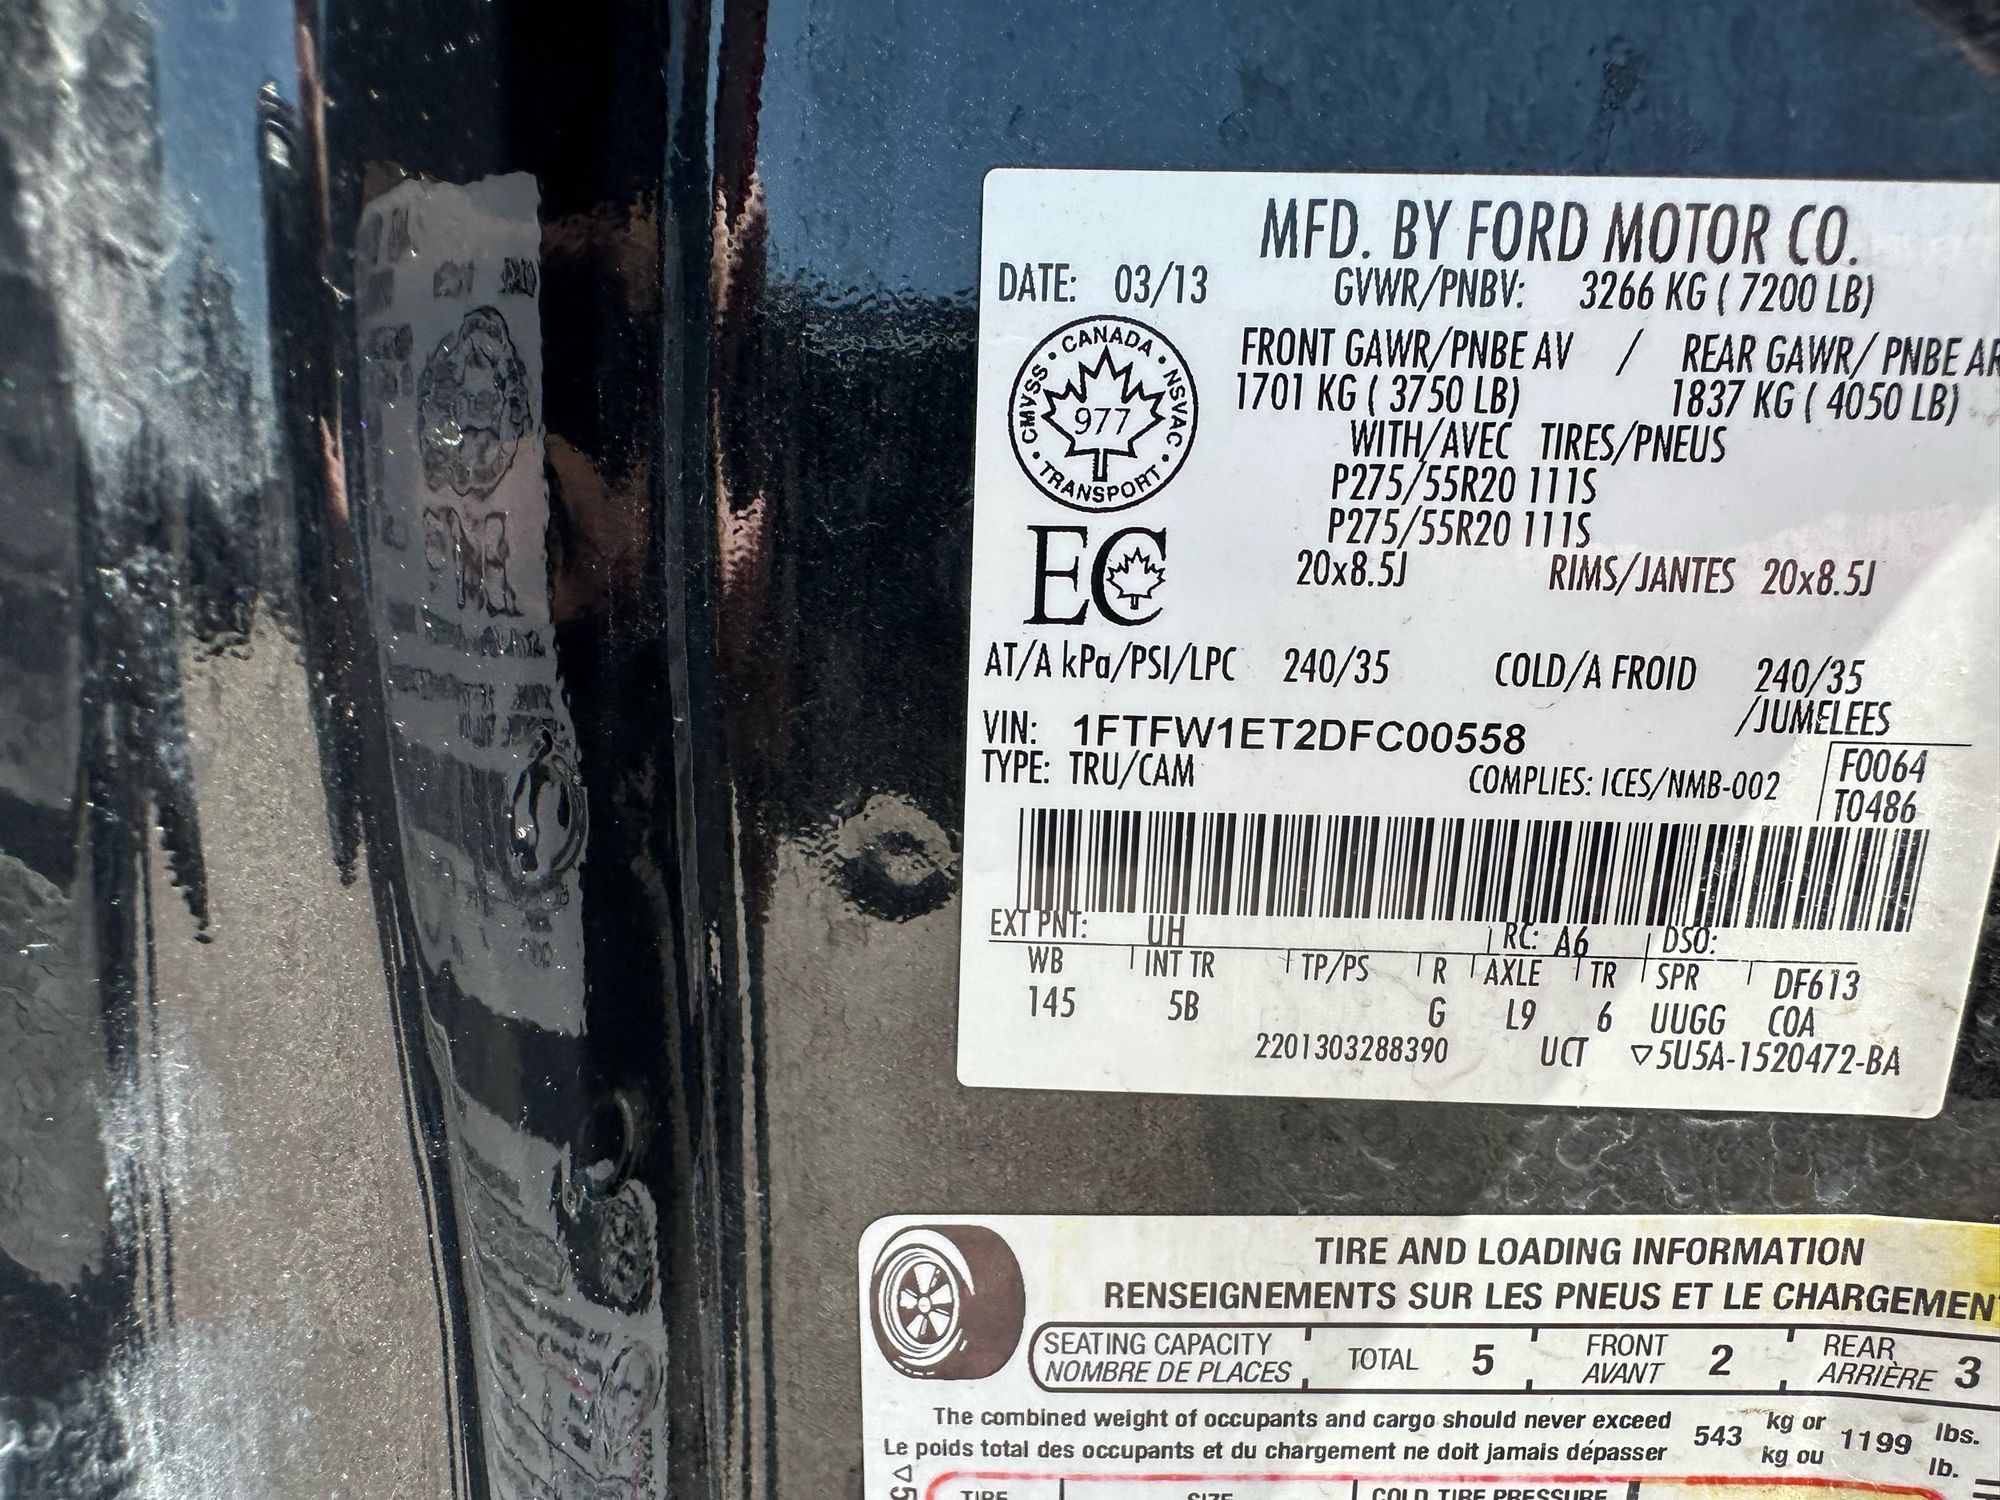 MFD. BY FORD MOTOR CO.
DATE: 03/13 GVWR/PNBV: 3266 KG ( 7200 LB)
FRONT GAWR/PNBE AV / REAR GAWR/ PNBE AR
1701 KG ( 3750 LB) 1837 KG ( 4050 LB)
WITH/AVEC TIRES/PNEUS
P275/55R20 111S
P275/55R20 111S
20x8.5J RIMS/JANTES 20x8.5J
CANADA • NSVAC • TRANSPORT • CMVSS •
977
EC
AT/A kPa/PSI/LPC 240/35 COLD/A FROID 240/35
/JUMELEES
VIN: 1FTFW1ET2DFC00558
TYPE: TRU/CAM COMPLIES: ICES/NMB-002
F0064
T0486
EXT PNT: UH RC: A6 DSO:
WB INT TR TP/PS R AXLE TR SPR DF613
145 5B G L9 6 UUGG COA
2201303288390 UCT ▽5U5A-1520472-BA
TIRE AND LOADING INFORMATION
RENSEIGNEMENTS SUR LES PNEUS ET LE CHARGEMEN
SEATING CAPACITY
NOMBRE DE PLACES
TOTAL 5
FRONT
AVANT 2
REAR
ARRIÈRE 3
The combined weight of occupants and cargo should never exceed 543 kg or 1199 lbs.
Le poids total des occupants et du chargement ne doit jamais dépasser kg ou lb.
TIRE SIZE COLD TIRE PRESSURE